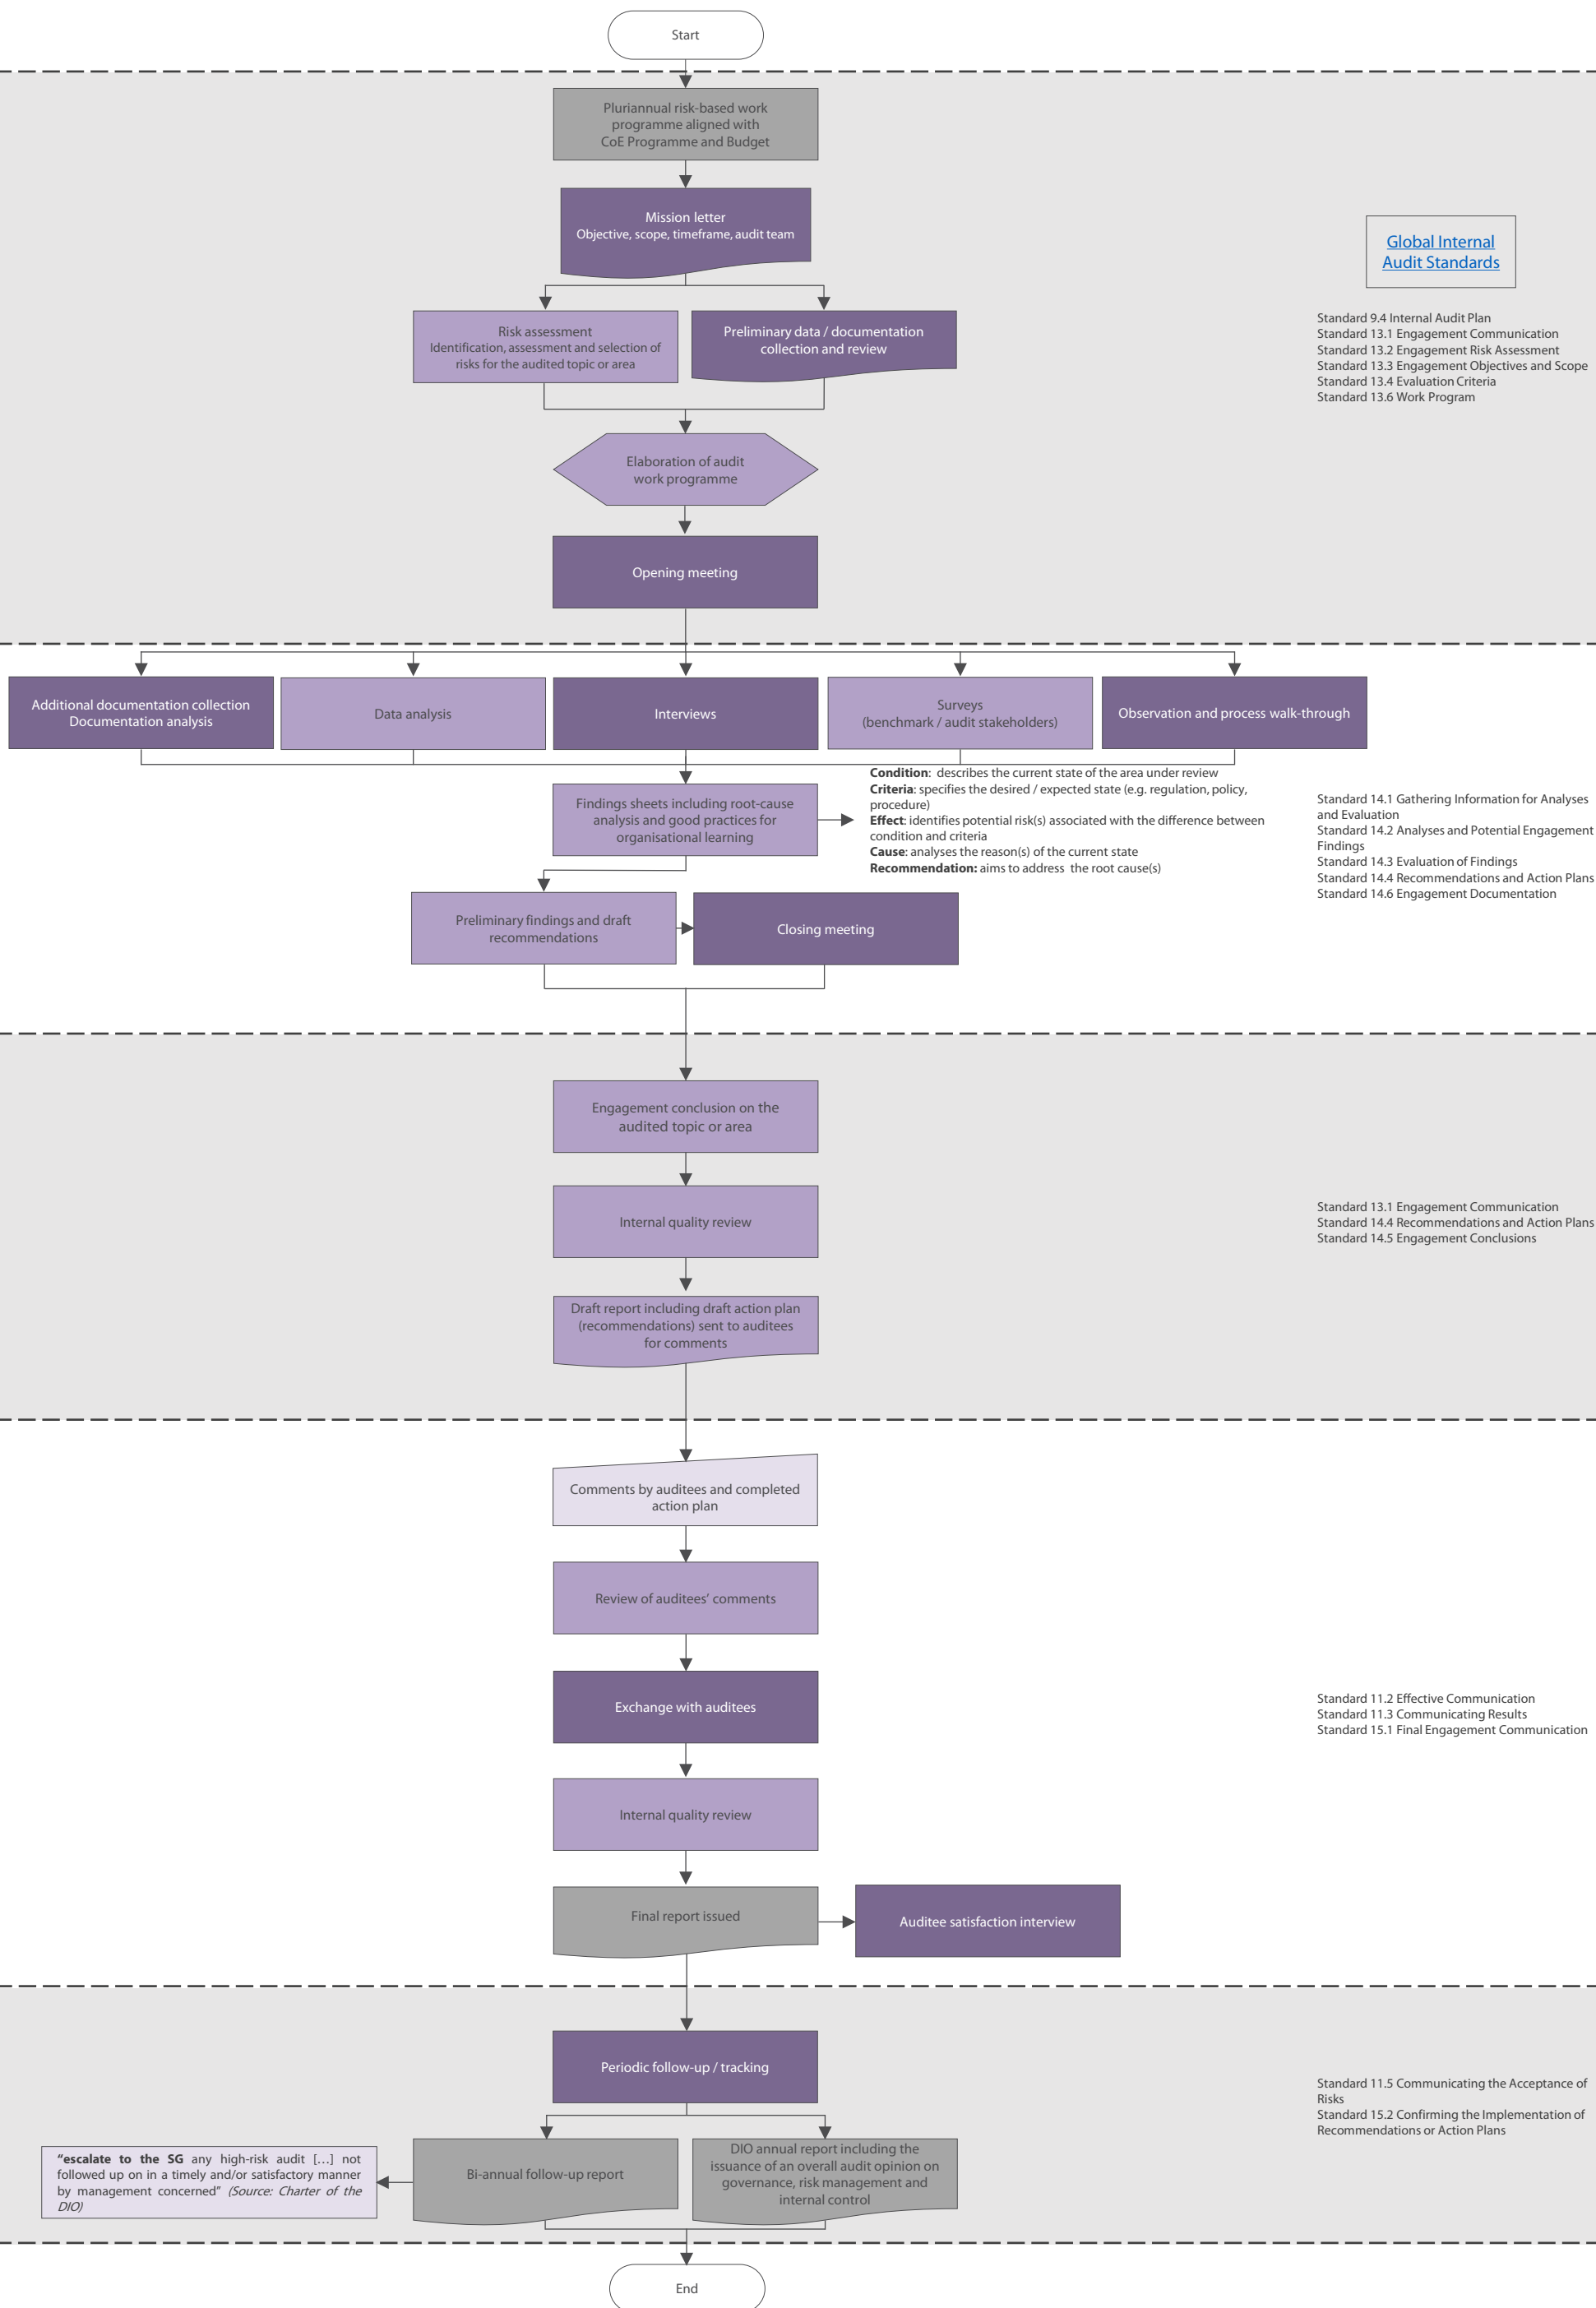 Start
Pluriannual risk-based work
programme aligned with
CoE Programme and Budget
Mission letter
Objective, scope, timeframe, audit team
Global Internal
Audit Standards
Risk assessment
Identification, assessment and selection of
risks for the audited topic or area
Preliminary data / documentation
collection and review
Standard 9.4 Internal Audit Plan
Standard 13.1 Engagement Communication
Standard 13.2 Engagement Risk Assessment
Standard 13.3 Engagement Objectives and Scope
Standard 13.4 Evaluation Criteria
Standard 13.6 Work Program
Elaboration of audit
work programme
Opening meeting
Additional documentation collection
Documentation analysis
Data analysis
Interviews
Surveys
(benchmark / audit stakeholders)
Observation and process walk-through
Findings sheets including root-cause
analysis and good practices for
organisational learning
Condition: describes the current state of the area under review
Criteria: specifies the desired / expected state (e.g. regulation, policy,
procedure)
Effect: identifies potential risk(s) associated with the difference between
condition and criteria
Cause: analyses the reason(s) of the current state
Recommendation: aims to address the root cause(s)
Standard 14.1 Gathering Information for Analyses
and Evaluation
Standard 14.2 Analyses and Potential Engagement
Findings
Standard 14.3 Evaluation of Findings
Standard 14.4 Recommendations and Action Plans
Standard 14.6 Engagement Documentation
Preliminary findings and draft
recommendations
Closing meeting
Engagement conclusion on the
audited topic or area
Internal quality review
Standard 13.1 Engagement Communication
Standard 14.4 Recommendations and Action Plans
Standard 14.5 Engagement Conclusions
Draft report including draft action plan
(recommendations) sent to auditees
for comments
Comments by auditees and completed
action plan
Review of auditees' comments
Exchange with auditees
Standard 11.2 Effective Communication
Standard 11.3 Communicating Results
Standard 15.1 Final Engagement Communication
Internal quality review
Final report issued
Auditee satisfaction interview
Periodic follow-up / tracking
Standard 11.5 Communicating the Acceptance of
Risks
Standard 15.2 Confirming the Implementation of
Recommendations or Action Plans
"escalate to the SG any high-risk audit […] not
followed up on in a timely and/or satisfactory manner
by management concerned" (Source: Charter of the
DIO)
Bi-annual follow-up report
DIO annual report including the
issuance of an overall audit opinion on
governance, risk management and
internal control
End